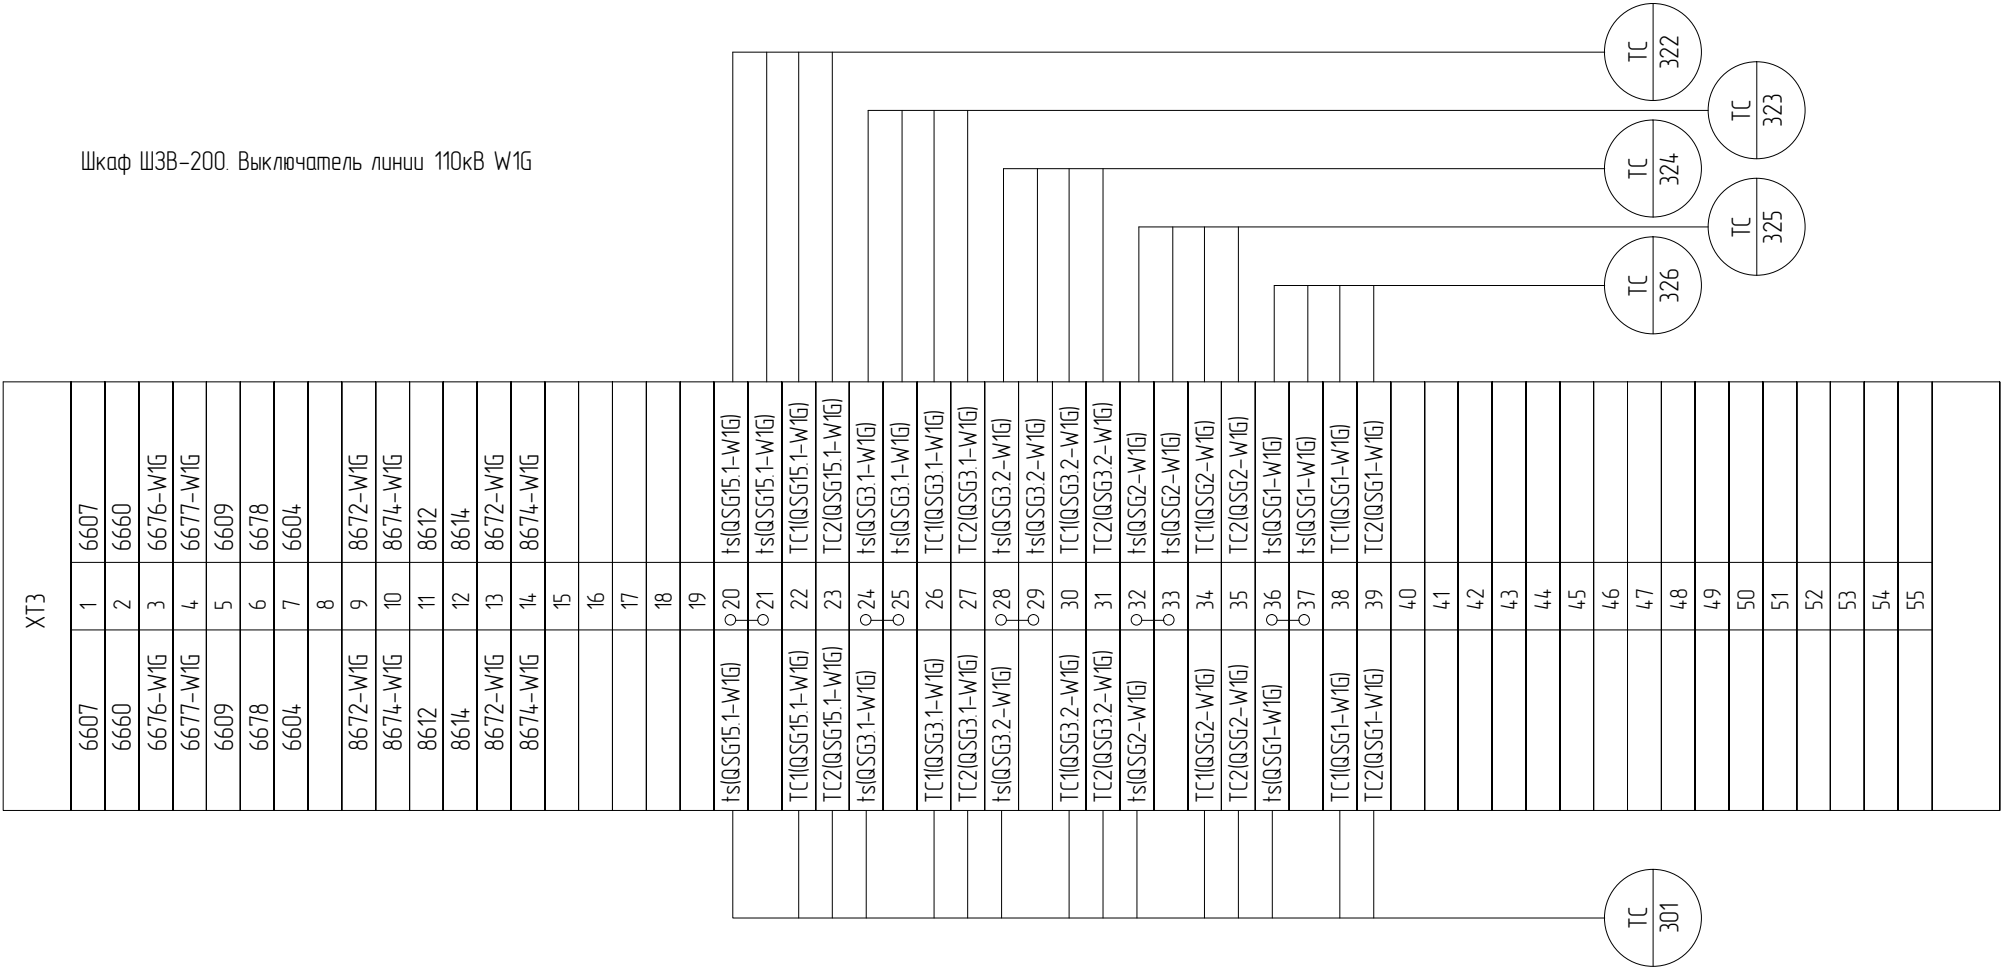 Шкаф ШЗВ-200. Выключатель линии 110кВ W1G
ТС 322
ТС 323
ТС 324
ТС 325
ТС 326
ХТ3
6607 1 6607
6660 2 6660
6676-W1G 3 6676-W1G
6677-W1G 4 6677-W1G
6609 5 6609
6678 6 6678
6604 7 6604
8
8672-W1G 9 8672-W1G
8674-W1G 10 8674-W1G
8612 11 8612
8614 12 8614
8672-W1G 13 8672-W1G
8674-W1G 14 8674-W1G
15
16
17
18
19
ts(QSG15.1-W1G) 20 ts(QSG15.1-W1G)
21 ts(QSG15.1-W1G)
TC1(QSG15.1-W1G) 22 TC1(QSG15.1-W1G)
TC2(QSG15.1-W1G) 23 TC2(QSG15.1-W1G)
ts(QSG3.1-W1G) 24 ts(QSG3.1-W1G)
25 ts(QSG3.1-W1G)
TC1(QSG3.1-W1G) 26 TC1(QSG3.1-W1G)
TC2(QSG3.1-W1G) 27 TC2(QSG3.1-W1G)
ts(QSG3.2-W1G) 28 ts(QSG3.2-W1G)
29 ts(QSG3.2-W1G)
TC1(QSG3.2-W1G) 30 TC1(QSG3.2-W1G)
TC2(QSG3.2-W1G) 31 TC2(QSG3.2-W1G)
ts(QSG2-W1G) 32 ts(QSG2-W1G)
33 ts(QSG2-W1G)
TC1(QSG2-W1G) 34 TC1(QSG2-W1G)
TC2(QSG2-W1G) 35 TC2(QSG2-W1G)
ts(QSG1-W1G) 36 ts(QSG1-W1G)
37 ts(QSG1-W1G)
TC1(QSG1-W1G) 38 TC1(QSG1-W1G)
TC2(QSG1-W1G) 39 TC2(QSG1-W1G)
40
41
42
43
44
45
46
47
48
49
50
51
52
53
54
55
ТС 301